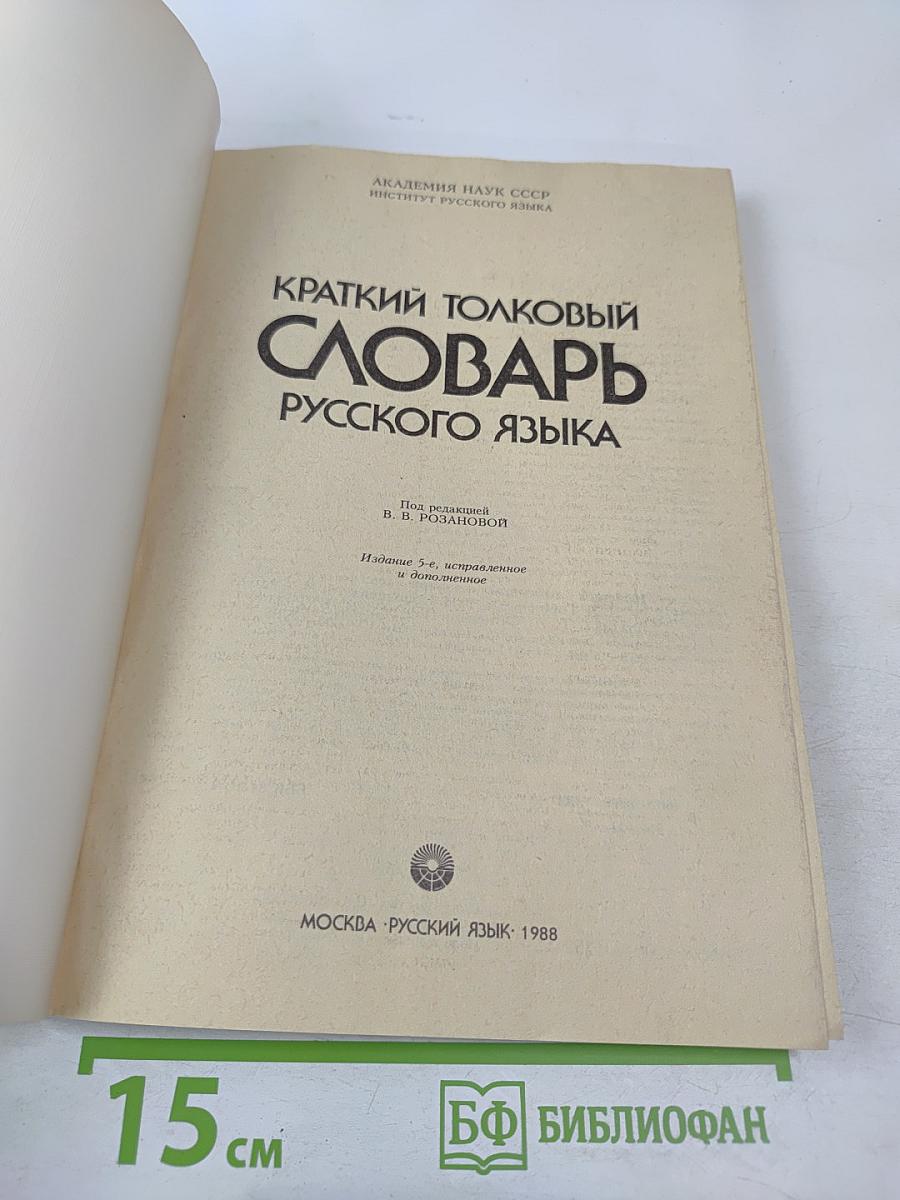 АКАДЕМИЯ НАУК СССР
ИНСТИТУТ РУССКОГО ЯЗЫКА
КРАТКИЙ ТОЛКОВЫЙ
СЛОВАРЬ
РУССКОГО ЯЗЫКА
Под редакцией
В. В. РОЗАНОВОЙ
Издание 5-е, исправленное
и дополненное
МОСКВА ·РУССКИЙ ЯЗЫК· 1988
15 см
БФ БИБЛИОФАН